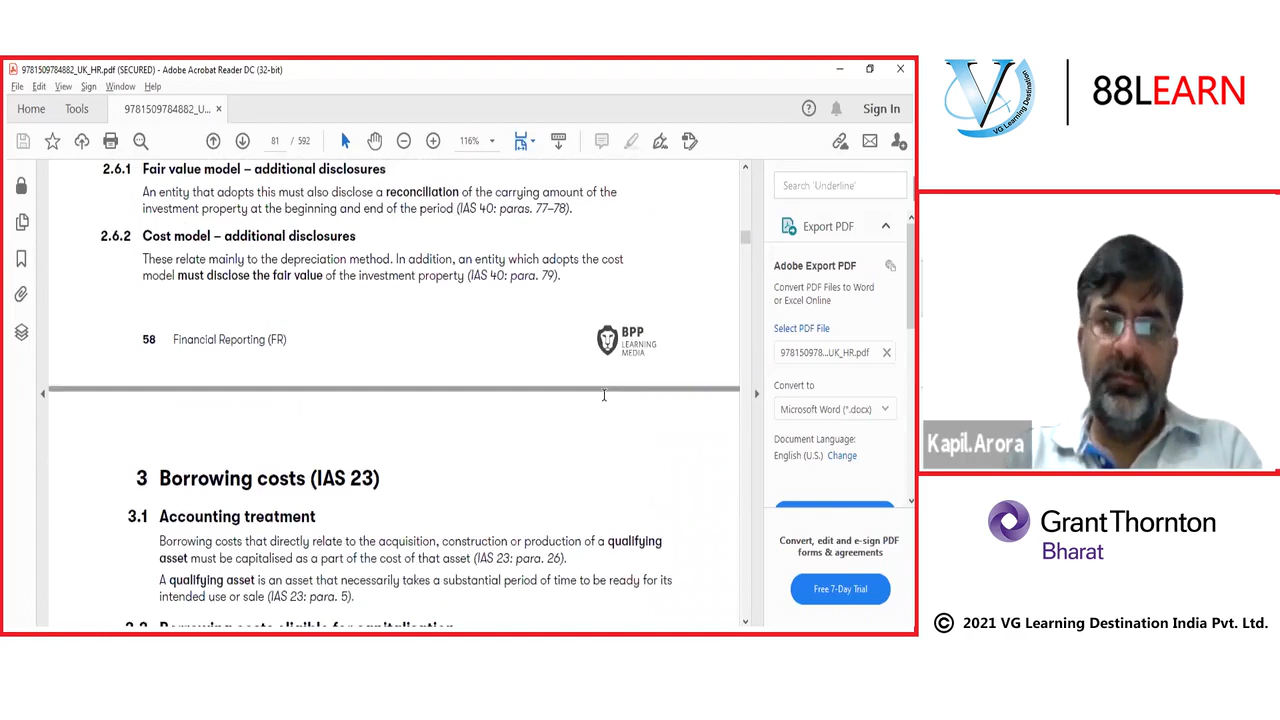 9781509784882_UK_HR.pdf (SECURED) - Adobe Acrobat Reader DC (32-bit)
File Edit View Sign Window Help
Home Tools 9781509784882_U... × Sign In
81 / 592 116%
2.6.1 Fair value model – additional disclosures
An entity that adopts this must also disclose a reconciliation of the carrying amount of the
investment property at the beginning and end of the period (IAS 40: paras. 77–78).
2.6.2 Cost model – additional disclosures
These relate mainly to the depreciation method. In addition, an entity which adopts the cost
model must disclose the fair value of the investment property (IAS 40: para. 79).
58 Financial Reporting (FR)
BPP
LEARNING
MEDIA
3 Borrowing costs (IAS 23)
3.1 Accounting treatment
Borrowing costs that directly relate to the acquisition, construction or production of a qualifying
asset must be capitalised as a part of the cost of that asset (IAS 23: para. 26).
A qualifying asset is an asset that necessarily takes a substantial period of time to be ready for its
intended use or sale (IAS 23: para. 5).
Search 'Underline'
Export PDF
Adobe Export PDF
Convert PDF Files to Word
or Excel Online
Select PDF File
978150978...UK_HR.pdf X
Convert to
Microsoft Word (*.docx)
Document Language:
English (U.S.) Change
Convert, edit and e-sign PDF
forms & agreements
Free 7-Day Trial
V
VG Learning Destination
88LEARN
Kapil.Arora
Grant Thornton
Bharat
© 2021 VG Learning Destination India Pvt. Ltd.